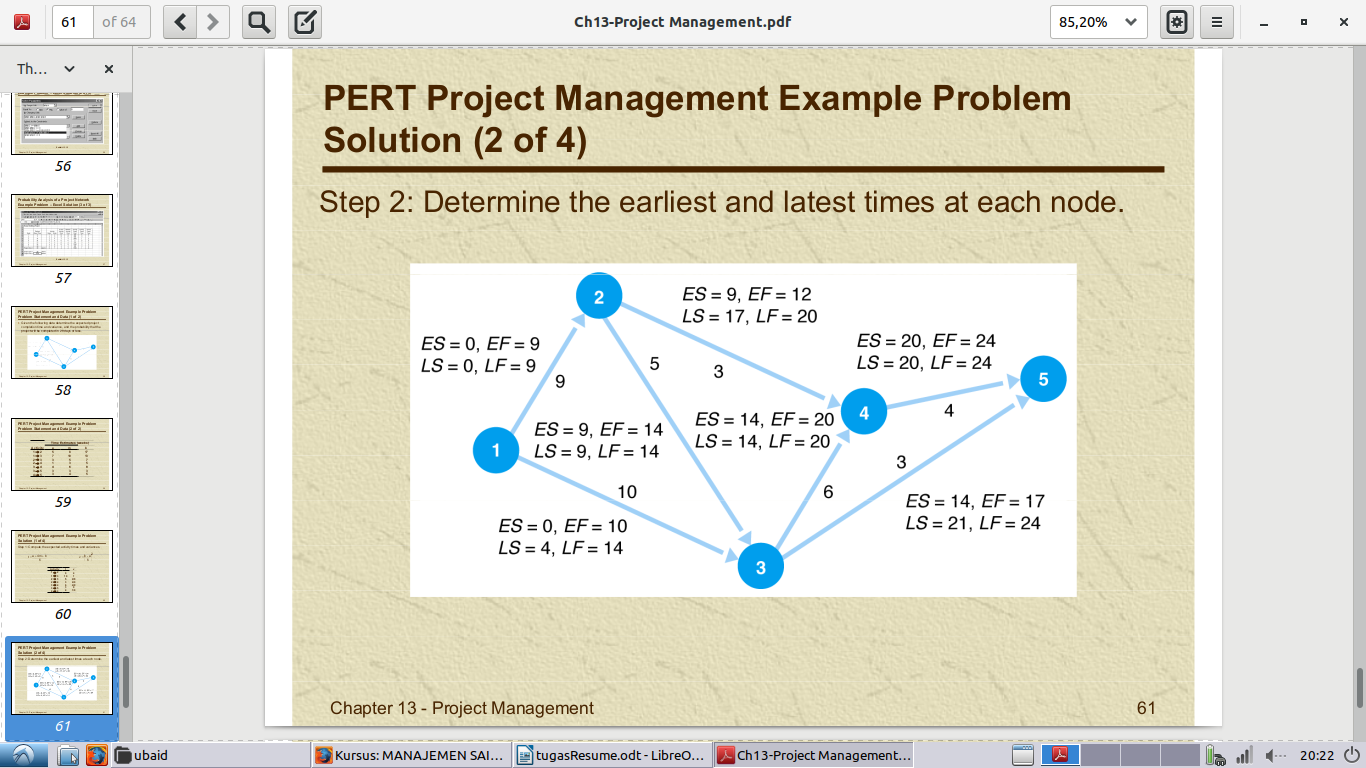 61 of 64
Ch13-Project Management.pdf
85,20%
Th...
56
57
58
59
60
61
PERT Project Management Example Problem
Solution (2 of 4)
Step 2: Determine the earliest and latest times at each node.
2
ES = 9, EF = 12
LS = 17, LF = 20
ES = 0, EF = 9
LS = 0, LF = 9
9
5
3
ES = 20, EF = 24
LS = 20, LF = 24
5
4
4
1
ES = 9, EF = 14
LS = 9, LF = 14
ES = 14, EF = 20
LS = 14, LF = 20
10
6
3
ES = 0, EF = 10
LS = 4, LF = 14
ES = 14, EF = 17
LS = 21, LF = 24
3
Chapter 13 - Project Management
61
ubaid
Kursus: MANAJEMEN SAI...
tugasResume.odt - LibreO...
Ch13-Project Management...
20:22